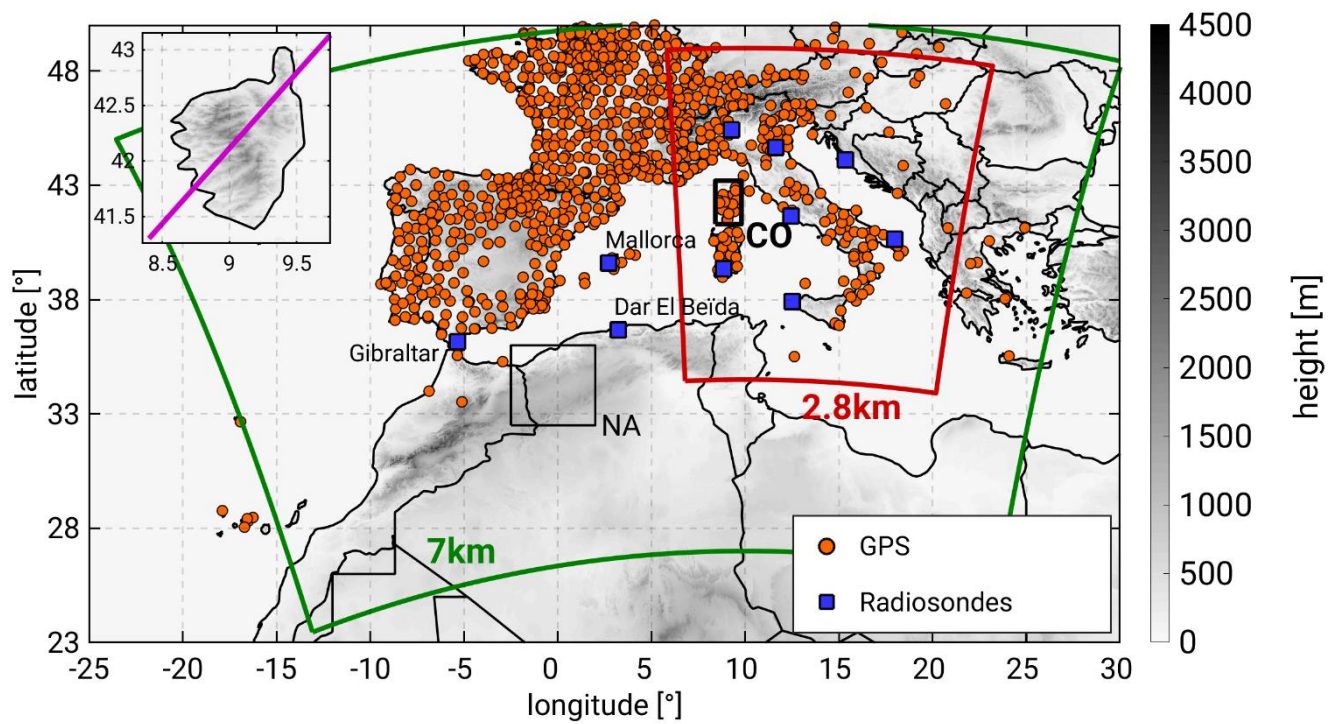 4500
4000
3500
3000
2500
2000
1500
1000
500
0
height [m]
48
43
38
33
28
23
latitude [°]
43
42.5
42
41.5
8.5 9 9.5
Mallorca
CO
Dar El Beïda
Gibraltar
2.8km
NA
7km
GPS
Radiosondes
-25 -20 -15 -10 -5 0 5 10 15 20 25 30
longitude [°]